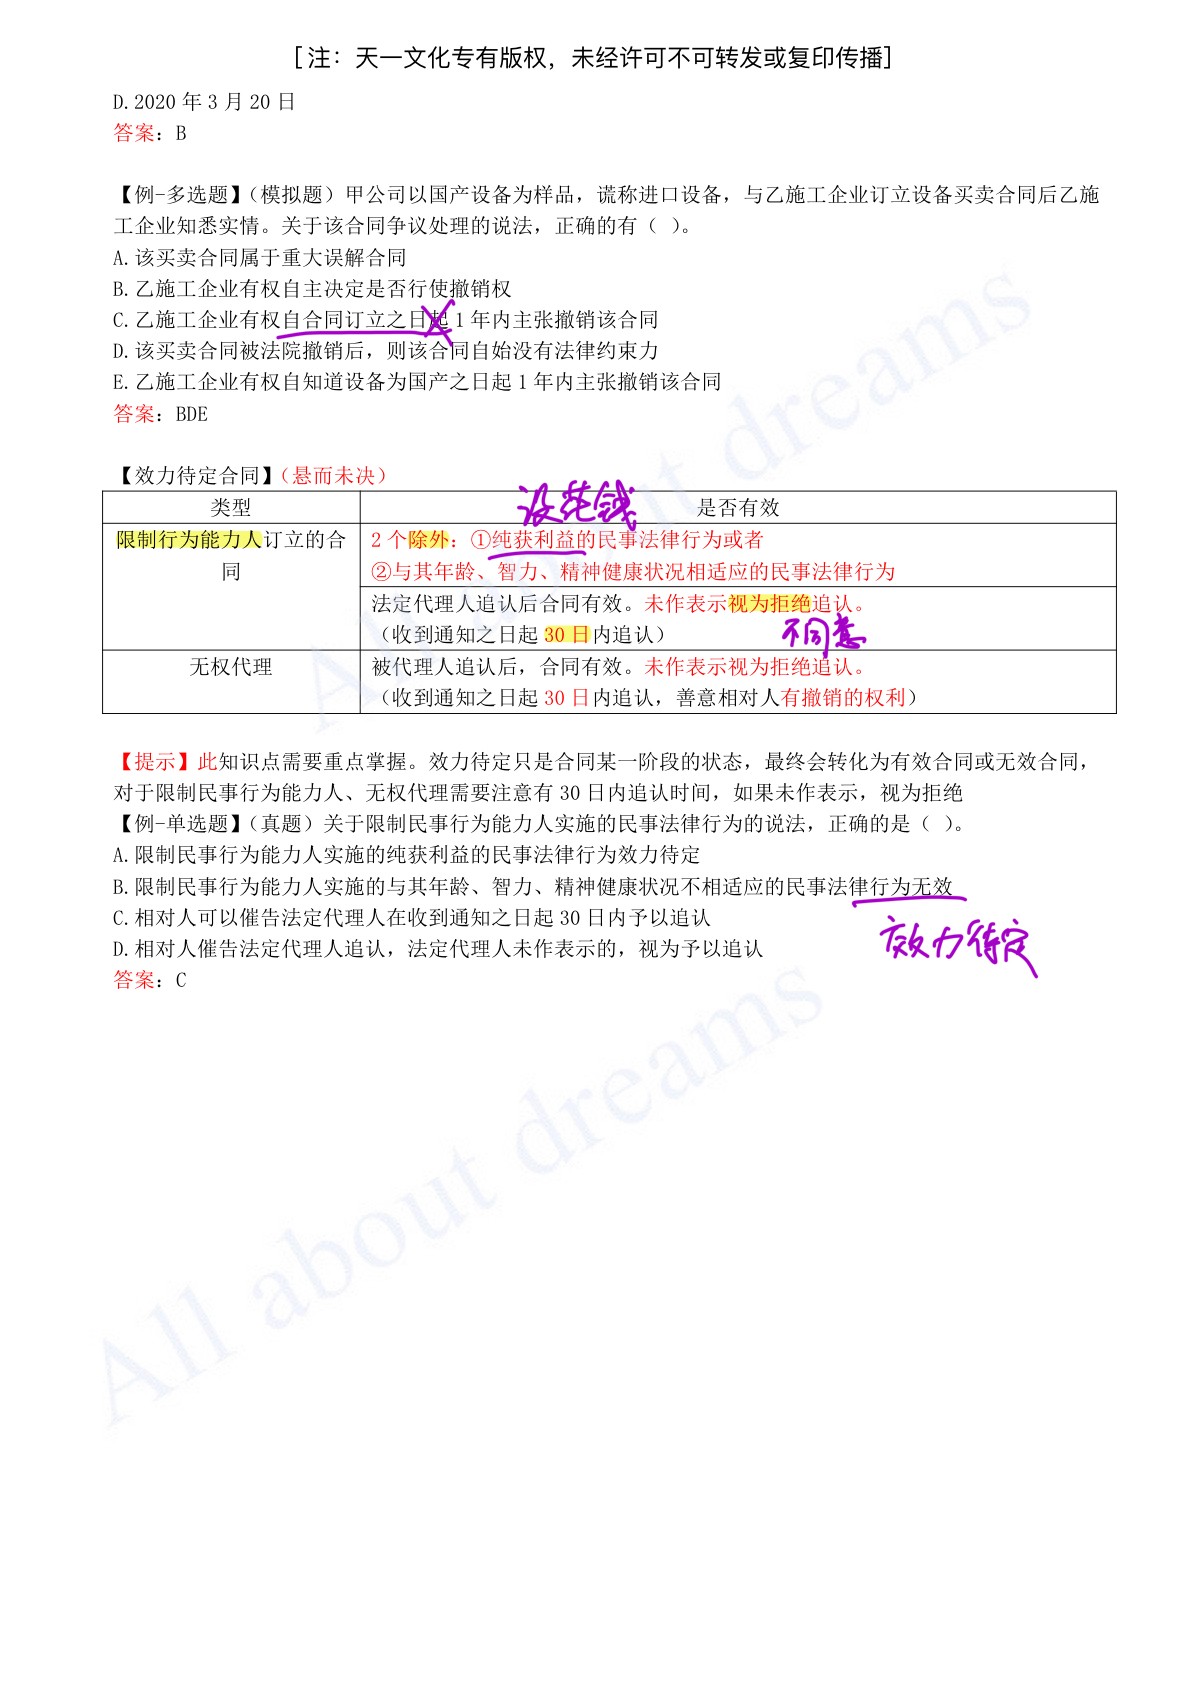 [注：天一文化专有版权，未经许可不可转发或复印传播]
D.2020 年 3 月 20 日
答案：B
【例-多选题】（模拟题）甲公司以国产设备为样品，谎称进口设备，与乙施工企业订立设备买卖合同后乙施
工企业知悉实情。关于该合同争议处理的说法，正确的有（ ）。
A.该买卖合同属于重大误解合同
B.乙施工企业有权自主决定是否行使撤销权
C.乙施工企业有权自合同订立之日起 1 年内主张撤销该合同
D.该买卖合同被法院撤销后，则该合同自始没有法律约束力
E.乙施工企业有权自知道设备为国产之日起 1 年内主张撤销该合同
答案：BDE
【效力待定合同】（悬而未决）
没花钱
类型 是否有效
限制行为能力人订立的合
同
2 个除外：①纯获利益的民事法律行为或者
②与其年龄、智力、精神健康状况相适应的民事法律行为
法定代理人追认后合同有效。未作表示视为拒绝追认。
（收到通知之日起 30 日内追认）
不同意
无权代理
被代理人追认后，合同有效。未作表示视为拒绝追认。
（收到通知之日起 30 日内追认，善意相对人有撤销的权利）
【提示】此知识点需要重点掌握。效力待定只是合同某一阶段的状态，最终会转化为有效合同或无效合同，
对于限制民事行为能力人、无权代理需要注意有 30 日内追认时间，如果未作表示，视为拒绝
【例-单选题】（真题）关于限制民事行为能力人实施的民事法律行为的说法，正确的是（ ）。
A.限制民事行为能力人实施的纯获利益的民事法律行为效力待定
B.限制民事行为能力人实施的与其年龄、智力、精神健康状况不相适应的民事法律行为无效
C.相对人可以催告法定代理人在收到通知之日起 30 日内予以追认
效力待定
D.相对人催告法定代理人追认，法定代理人未作表示的，视为予以追认
答案：C
All about dreams
All about dreams